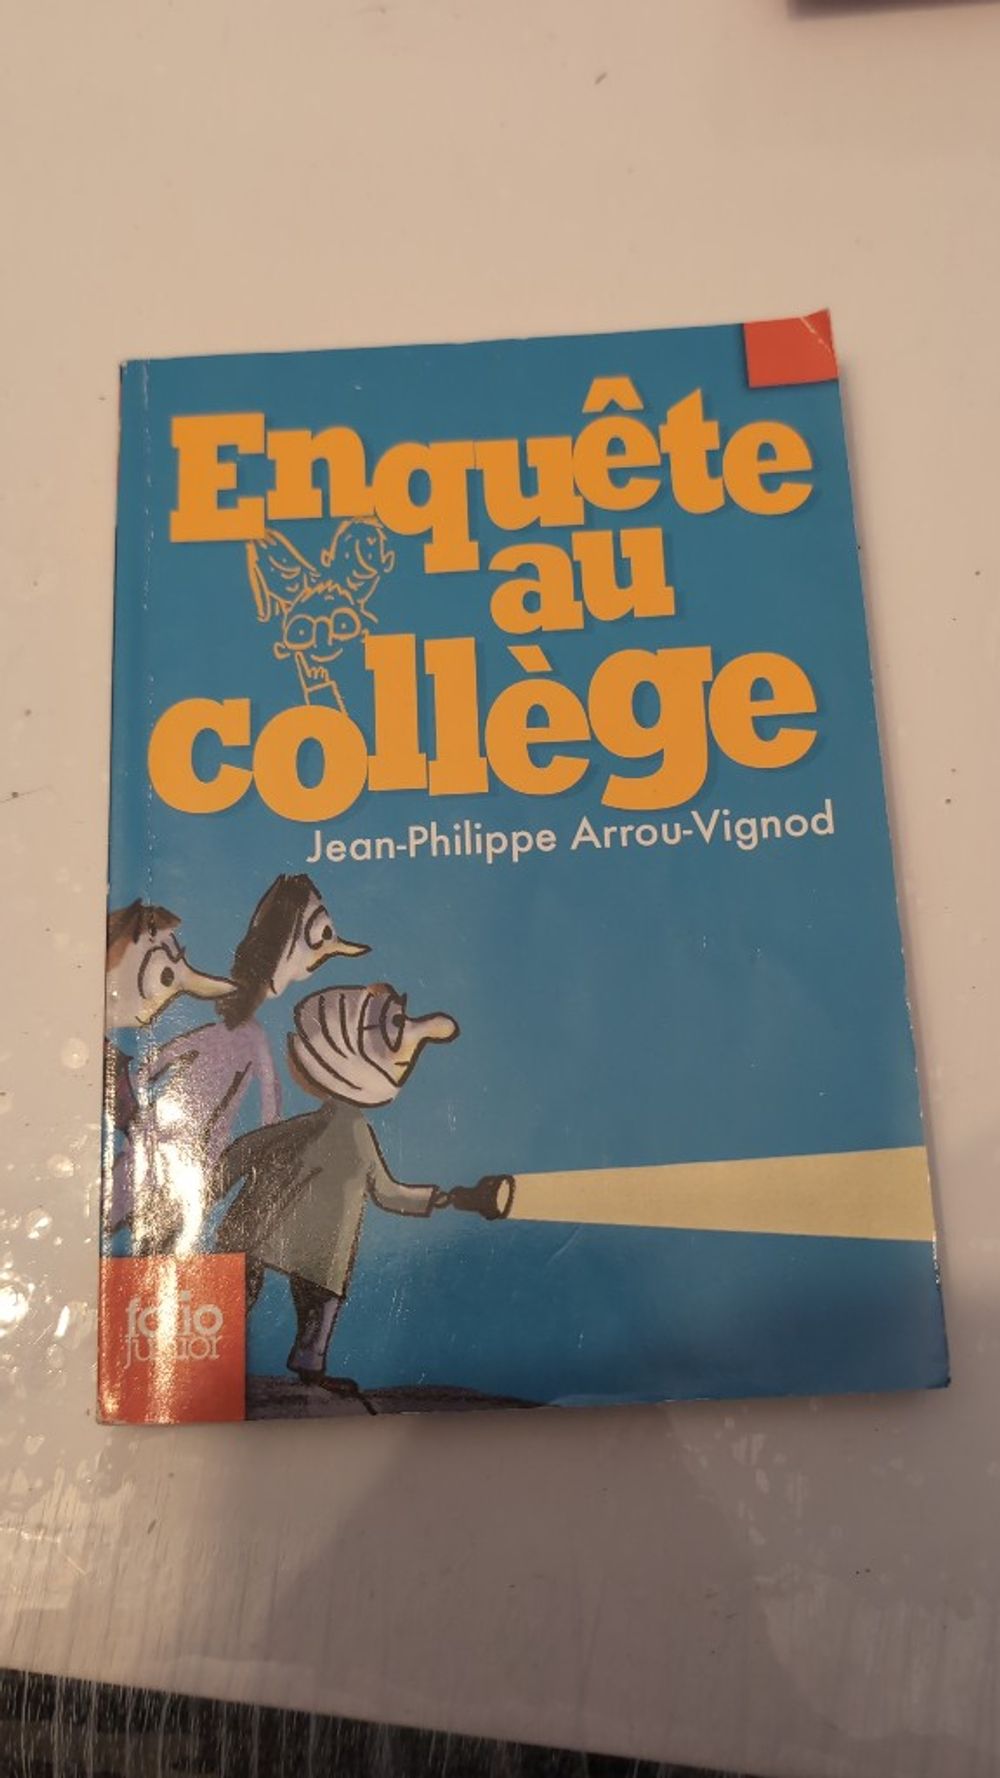 Enquête
au
collège
Jean-Philippe Arrou-Vignod
folio
junior